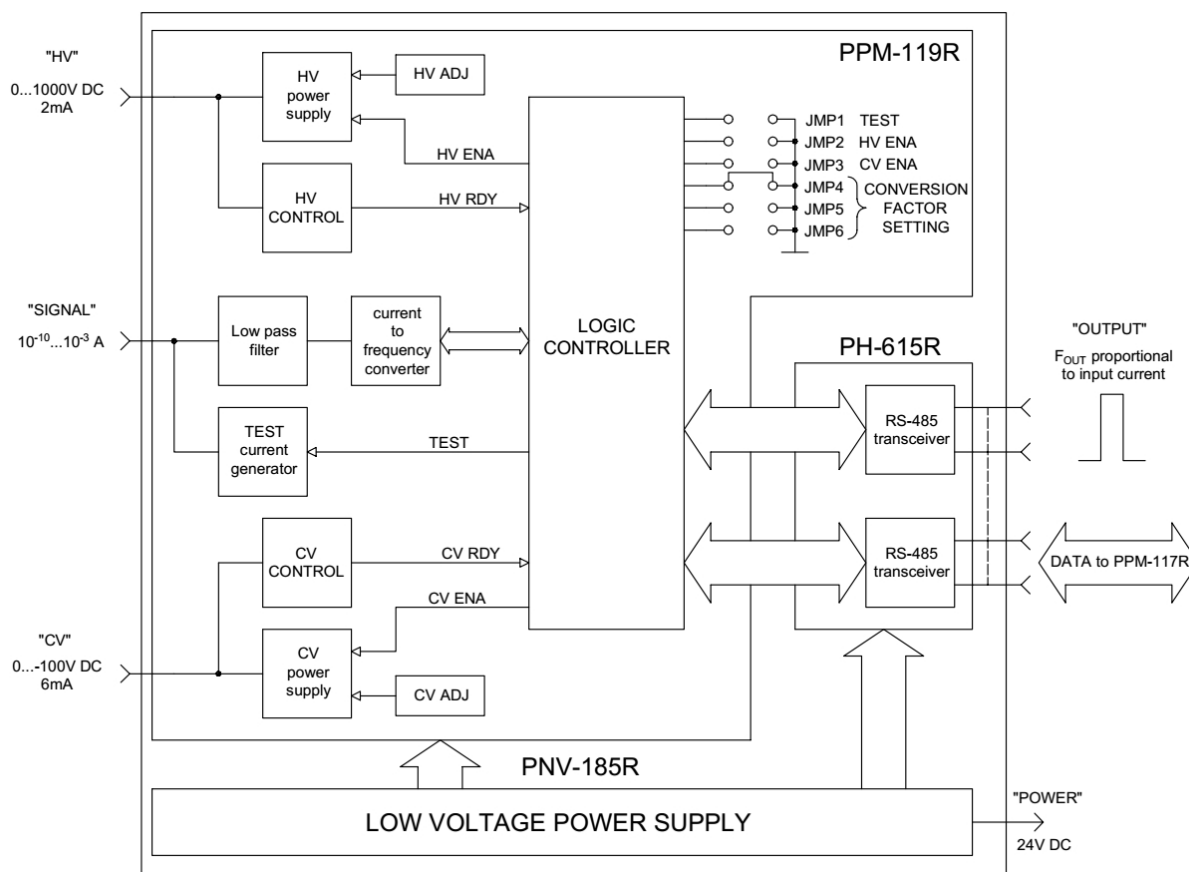 PPM-119R
"HV"
0...1000V DC
2mA
HV
power
supply
HV ADJ
HV ENA
HV
CONTROL
HV RDY
JMP1 TEST
JMP2 HV ENA
JMP3 CV ENA
JMP4
JMP5
JMP6
CONVERSION
FACTOR
SETTING
"SIGNAL"
10⁻¹⁰...10⁻³ A
Low pass
filter
current
to
frequency
converter
LOGIC
CONTROLLER
TEST
current
generator
TEST
PH-615R
RS-485
transceiver
"OUTPUT"
F_OUT proportional
to input current
CV
CONTROL
CV RDY
CV ENA
RS-485
transceiver
DATA to PPM-117R
"CV"
0...-100V DC
6mA
CV
power
supply
CV ADJ
PNV-185R
LOW VOLTAGE POWER SUPPLY
"POWER"
24V DC